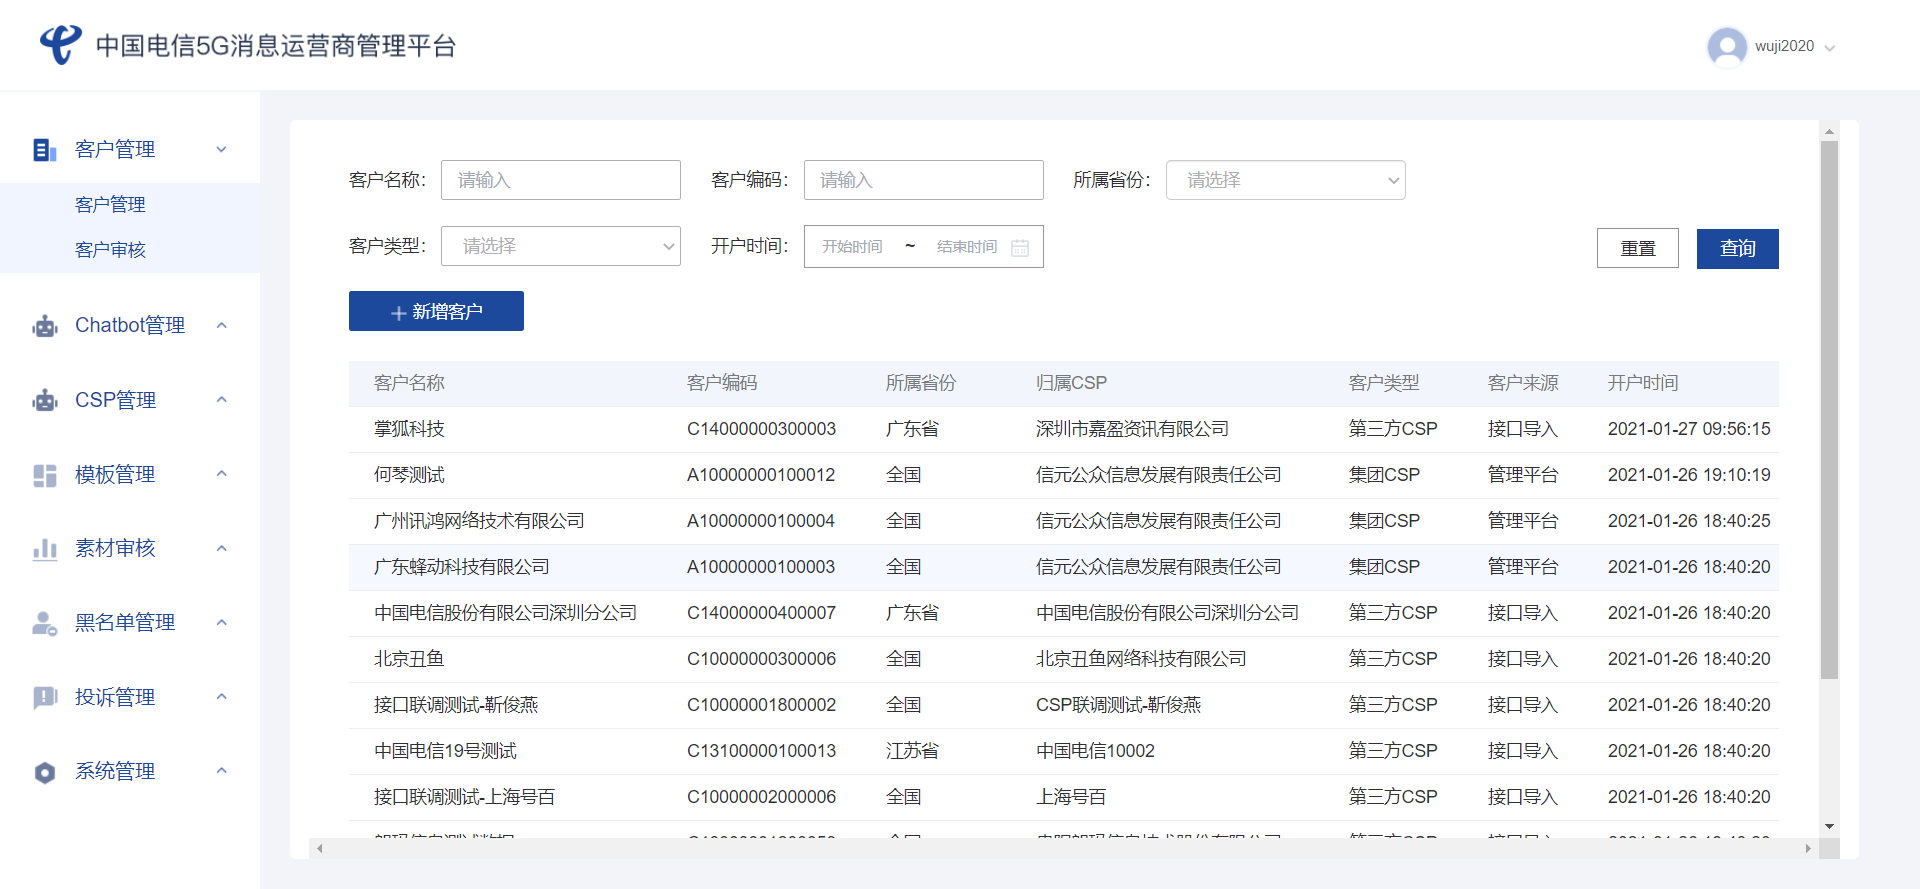 中国电信5G消息运营商管理平台
wuji2020
客户管理
客户管理
客户审核
Chatbot管理
CSP管理
模板管理
素材审核
黑名单管理
投诉管理
系统管理
客户名称： 请输入 客户编码： 请输入 所属省份： 请选择
客户类型： 请选择 开户时间： 开始时间 ~ 结束时间 重置 查询
新增客户
客户名称 客户编码 所属省份 归属CSP 客户类型 客户来源 开户时间
掌狐科技 C14000000300003 广东省 深圳市嘉盈资讯有限公司 第三方CSP 接口导入 2021-01-27 09:56:15
何琴测试 A10000000100012 全国 信元公众信息发展有限责任公司 集团CSP 管理平台 2021-01-26 19:10:19
广州讯鸿网络技术有限公司 A10000000100004 全国 信元公众信息发展有限责任公司 集团CSP 管理平台 2021-01-26 18:40:25
广东蜂动科技有限公司 A10000000100003 全国 信元公众信息发展有限责任公司 集团CSP 管理平台 2021-01-26 18:40:20
中国电信股份有限公司深圳分公司 C14000000400007 广东省 中国电信股份有限公司深圳分公司 第三方CSP 接口导入 2021-01-26 18:40:20
北京丑鱼 C10000000300006 全国 北京丑鱼网络科技有限公司 第三方CSP 接口导入 2021-01-26 18:40:20
接口联调测试-靳俊燕 C10000001800002 全国 CSP联调测试-靳俊燕 第三方CSP 接口导入 2021-01-26 18:40:20
中国电信19号测试 C13100000100013 江苏省 中国电信10002 第三方CSP 接口导入 2021-01-26 18:40:20
接口联调测试-上海号百 C10000002000006 全国 上海号百 第三方CSP 接口导入 2021-01-26 18:40:20